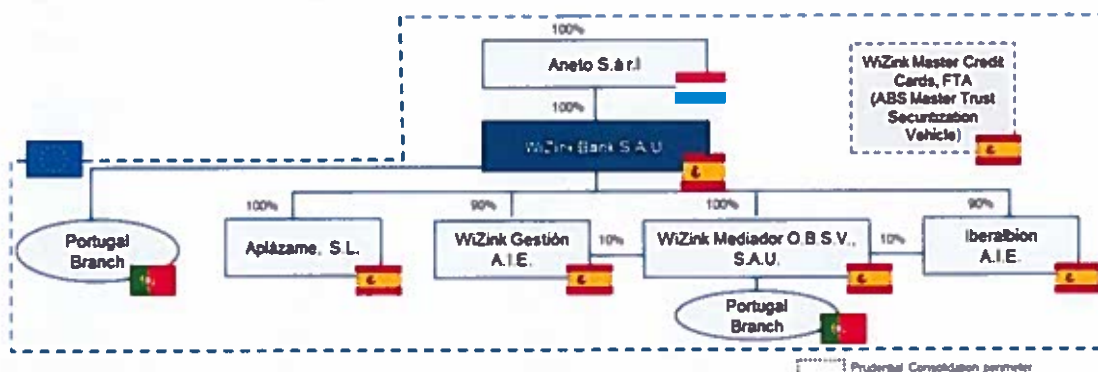 100%
Aneto S.à r.l
100%
WiZink Bank S.A.U.
WiZink Master Credit
Cards, FTA
(ABS Master Trust
Securitization
Vehicle)
Portugal
Branch
100%
Aplázame, S.L.
90%
WiZink Gestión
A.I.E.
10%
100%
WiZink Mediador O.B.S.V.,
S.A.U.
10%
90%
Iberalbion
A.I.E.
Portugal
Branch
Prudential Consolidation perimeter